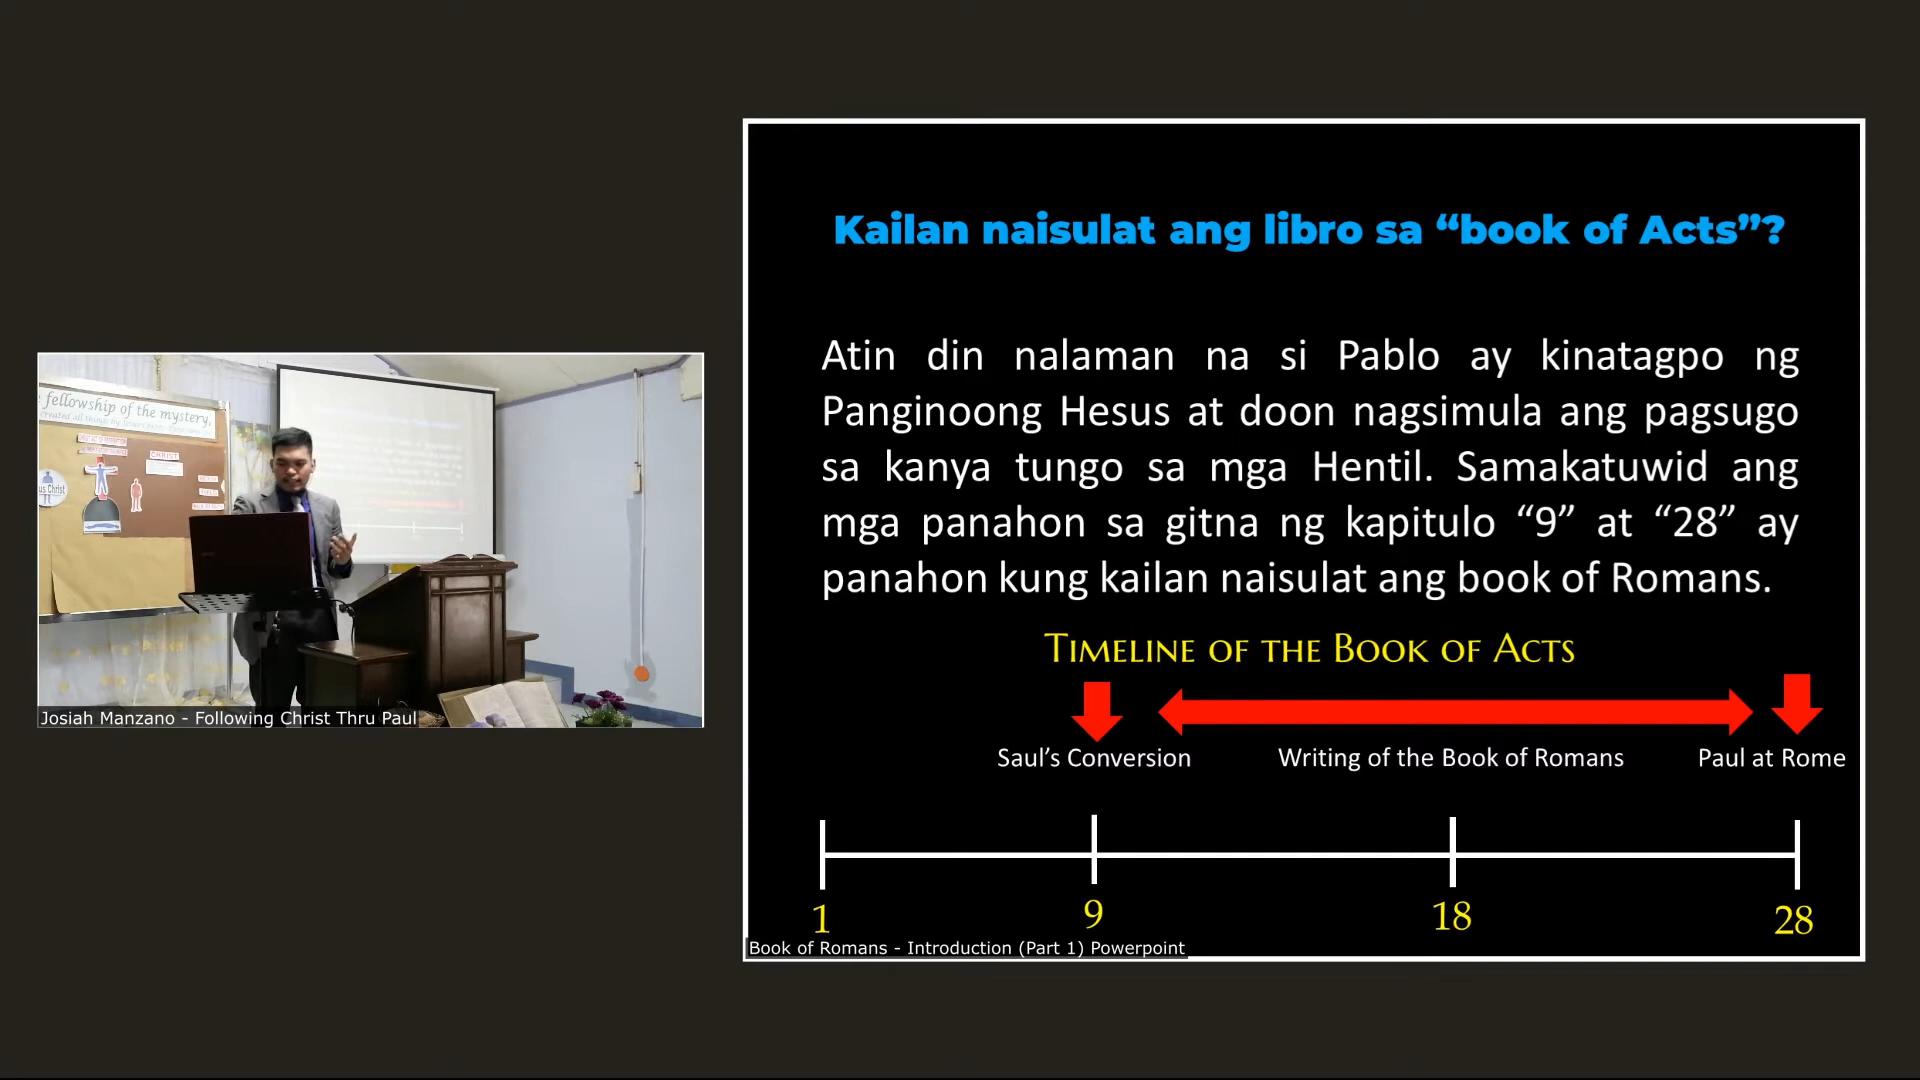 fellowship of the mystery,
CHRIST
us Christ
Josiah Manzano - Following Christ Thru Paul
Kailan naisulat ang libro sa “book of Acts”?
Atin din nalaman na si Pablo ay kinatagpo ng
Panginoong Hesus at doon nagsimula ang pagsugo
sa kanya tungo sa mga Hentil. Samakatuwid ang
mga panahon sa gitna ng kapitulo “9” at “28” ay
panahon kung kailan naisulat ang book of Romans.
Timeline of the Book of Acts
Saul’s Conversion
Writing of the Book of Romans
Paul at Rome
1
9
18
28
Book of Romans - Introduction (Part 1) Powerpoint